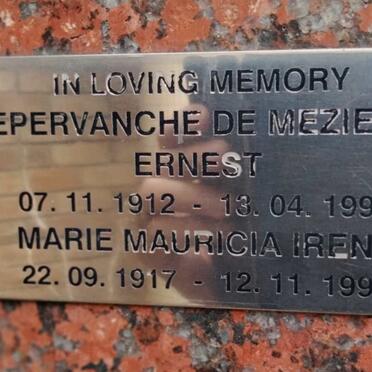 IN LOVING MEMORY
EPERVANCHE DE MEZIE
ERNEST
07. 11. 1912 - 13. 04. 199
MARIE MAURICIA IREN
22. 09. 1917 - 12. 11. 199